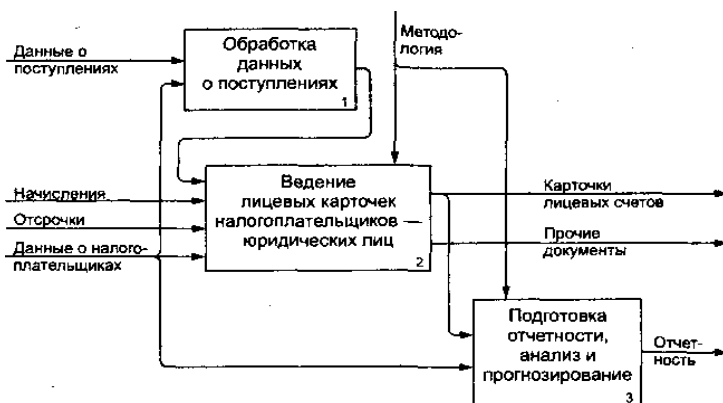 Данные о
поступлениях
Обработка
данных
о поступлениях
1
Методо-
логия
Начисления
Отсрочки
Данные о налого-
плательщиках
Ведение
лицевых карточек
налогоплательщиков —
юридических лиц
2
Карточки
лицевых счетов
Прочие
документы
Подготовка
отчетности,
анализ и
прогнозирование
3
Отчет-
ность